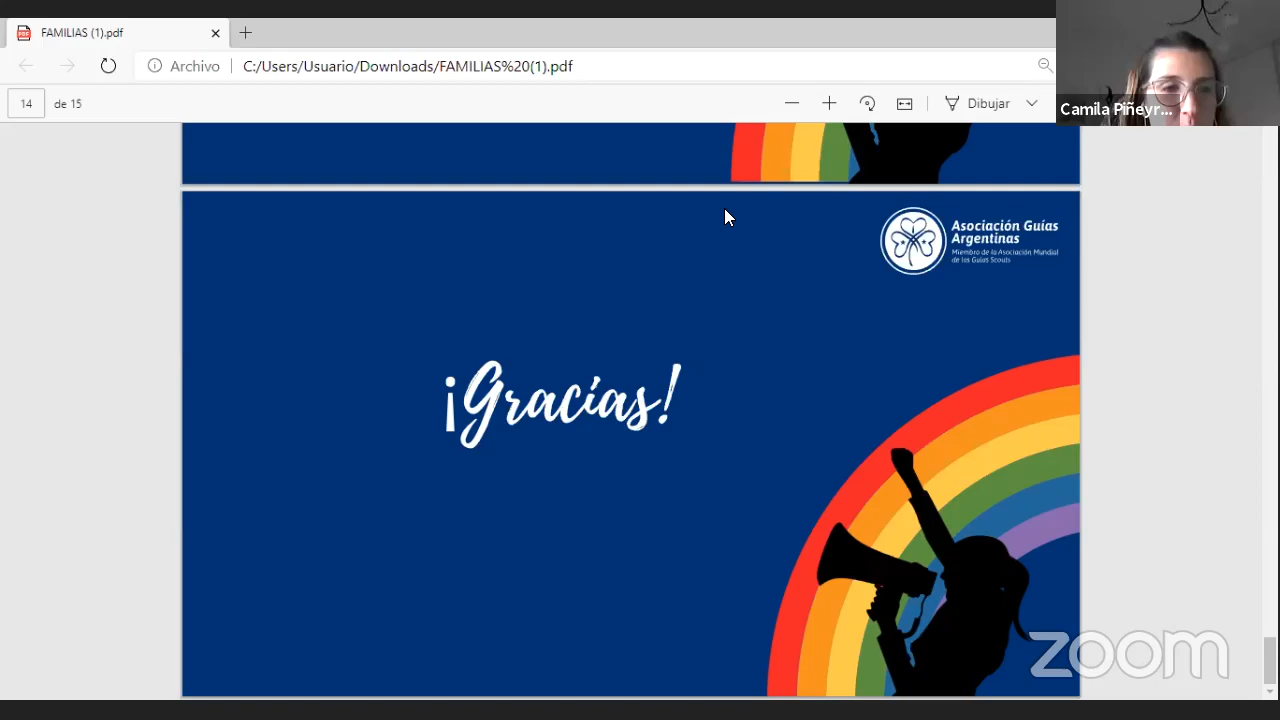 FAMILIAS (1).pdf
Archivo
C:/Users/Usuario/Downloads/FAMILIAS%20(1).pdf
14
de 15
Dibujar
Camila Piñeyr...
Asociación Guías
Argentinas
Miembro de la Asociación Mundial
de las Guías Scouts
¡Gracias!
zoom